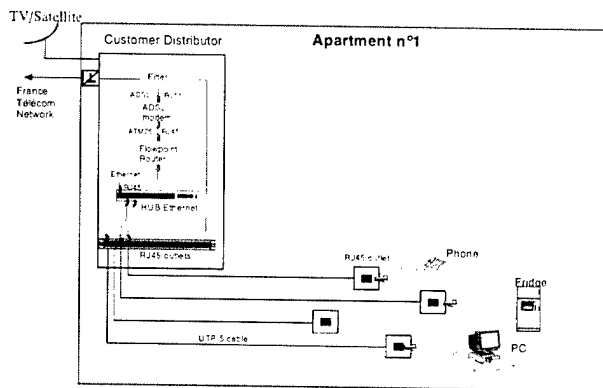 TV/Satellite
Customer Distributor
Apartment n°1
Filter
France
Télécom
Network
ADSL RJ11
ADSL
modem
ATM25 RJ45
Flowpoint
Router
Ethernet
RJ45
HUB Ethernet
RJ45 outlets
RJ45 outlet
Phone
Fridge
UTP 5 cable
PC